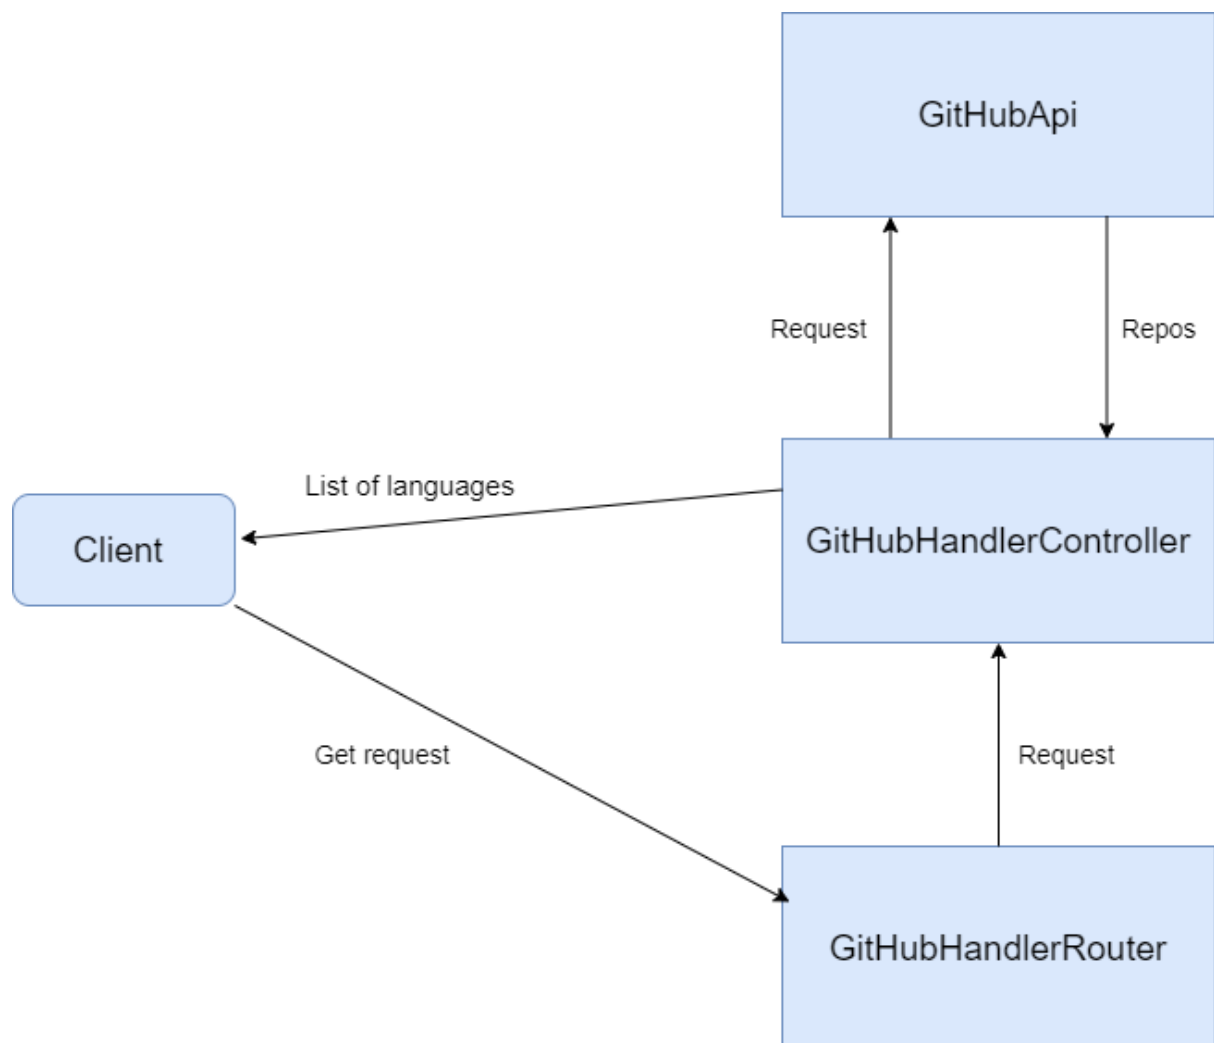 GitHubApi
Request
Repos
List of languages
Client
GitHubHandlerController
Get request
Request
GitHubHandlerRouter